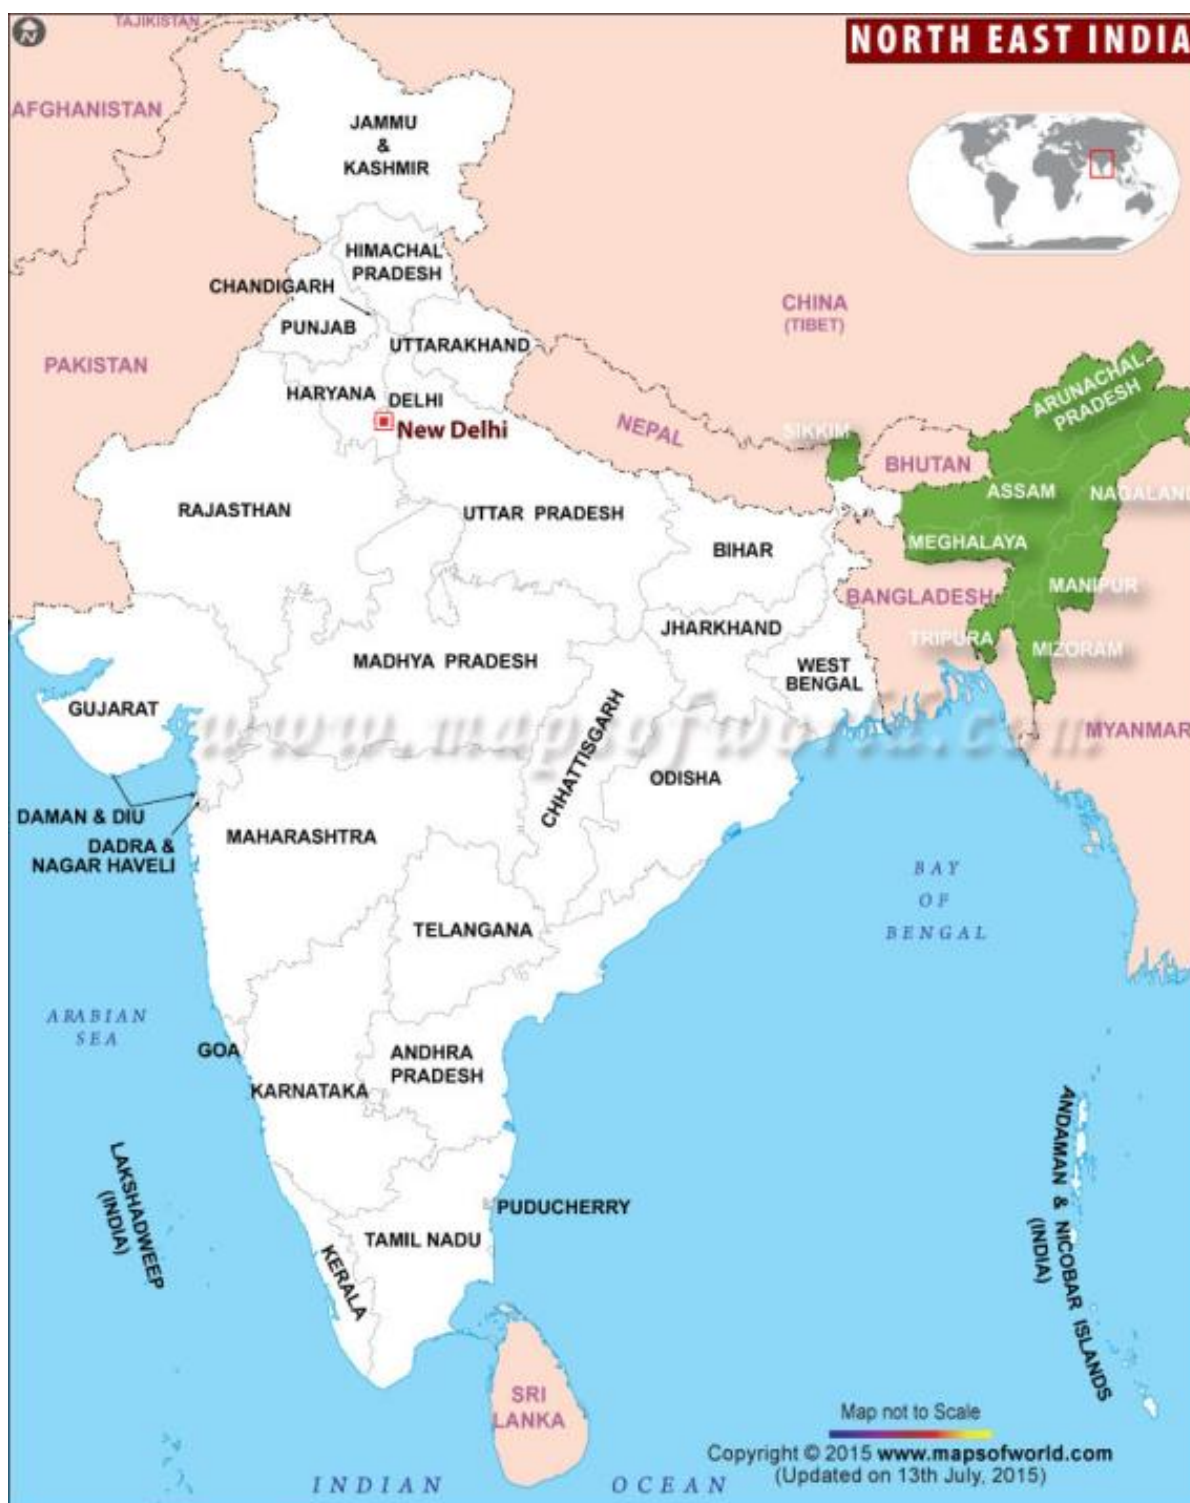 TAJIKISTAN
NORTH EAST INDIA
N
AFGHANISTAN
JAMMU
&
KASHMIR
HIMACHAL
PRADESH
CHANDIGARH
PUNJAB
UTTARAKHAND
CHINA
(TIBET)
PAKISTAN
HARYANA
DELHI
New Delhi
NEPAL
SIKKIM
BHUTAN
ARUNACHAL
PRADESH
ASSAM
NAGALAND
RAJASTHAN
UTTAR PRADESH
BIHAR
MEGHALAYA
MANIPUR
BANGLADESH
JHARKHAND
TRIPURA
MIZORAM
MADHYA PRADESH
WEST
BENGAL
GUJARAT
www.mapsofworld.com
MYANMAR
CHHATTISGARH
ODISHA
DAMAN & DIU
DADRA &
NAGAR HAVELI
MAHARASHTRA
BAY
OF
BENGAL
TELANGANA
ARABIAN
SEA
GOA
ANDHRA
PRADESH
KARNATAKA
LAKSHADWEEP
(INDIA)
ANDAMAN & NICOBAR ISLANDS
(INDIA)
PUDUCHERRY
TAMIL NADU
KERALA
SRI
LANKA
Map not to Scale
Copyright © 2015 www.mapsofworld.com
(Updated on 13th July, 2015)
INDIAN OCEAN